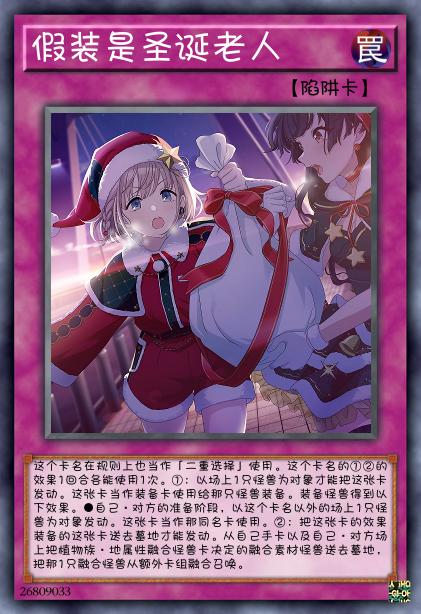 假装是圣诞老人
罠
【陷阱卡】
这个卡名在规则上也当作「二重选择」使用。这个卡名的①②的
效果1回合各能使用1次。①：以场上1只怪兽为对象才能把这张卡
发动。这张卡当作装备卡使用给那只怪兽装备。装备怪兽得到以
下效果。●自己·对方的准备阶段，以这个卡名以外的场上1只怪
兽为对象发动。这张卡当作那同名卡使用。②：把这张卡的效果
装备的这张卡送去墓地才能发动。从自己手卡以及自己·对方场
上把植物族·地属性融合怪兽卡决定的融合素材怪兽送去墓地，
把那1只融合怪兽从额外卡组融合召唤。
26809033